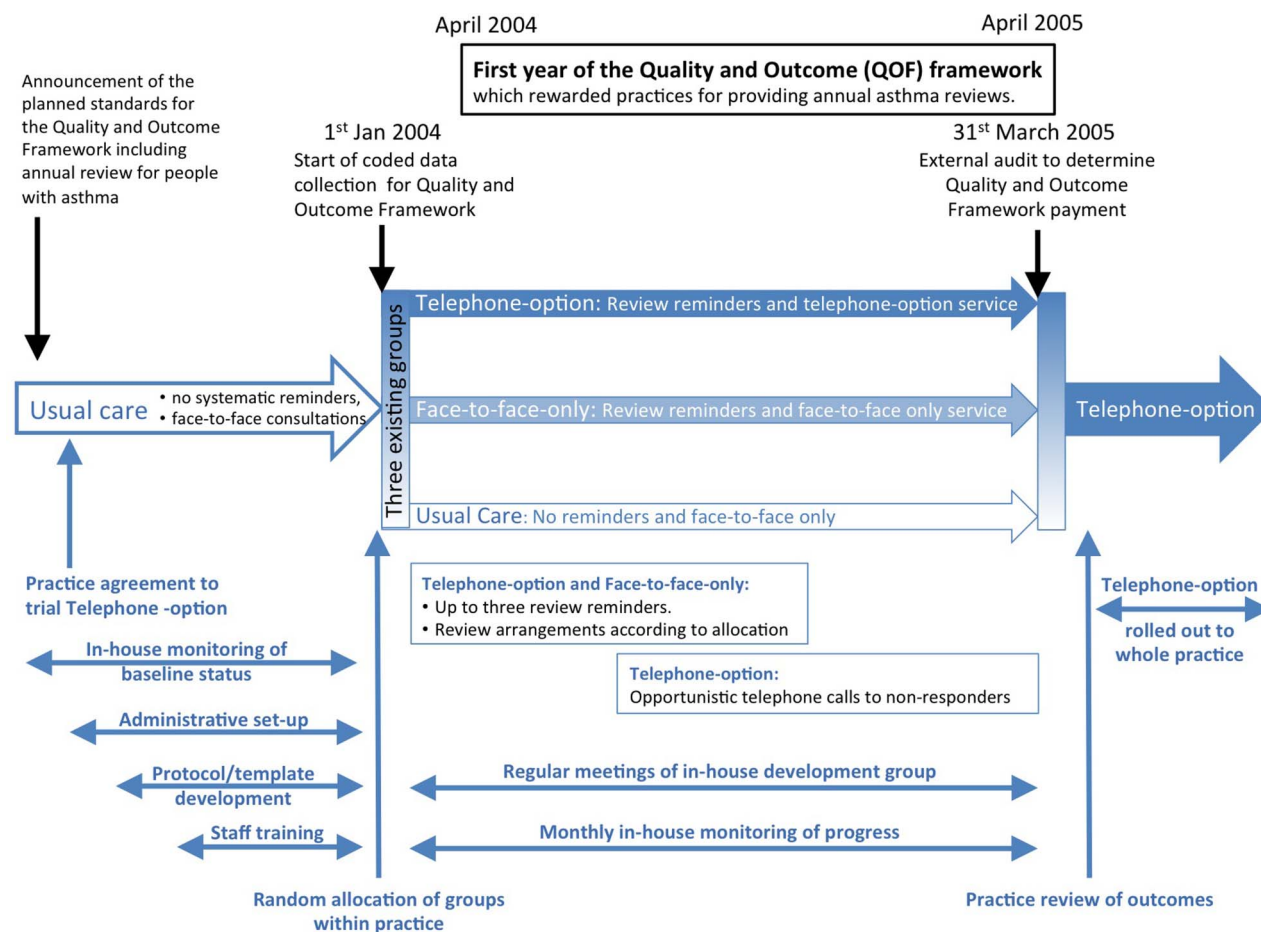 April 2004
April 2005
First year of the Quality and Outcome (QOF) framework
which rewarded practices for providing annual asthma reviews.
Announcement of the
planned standards for
the Quality and Outcome
Framework including
annual review for people
with asthma
1st Jan 2004
Start of coded data
collection for Quality and
Outcome Framework
31st March 2005
External audit to determine
Quality and Outcome
Framework payment
Usual care
• no systematic reminders,
• face-to-face consultations
Three existing groups
Telephone-option: Review reminders and telephone-option service
Face-to-face-only: Review reminders and face-to-face only service
Usual Care: No reminders and face-to-face only
Telephone-option
Practice agreement to
trial Telephone -option
Telephone-option and Face-to-face-only:
• Up to three review reminders.
• Review arrangements according to allocation
Telephone-option:
Opportunistic telephone calls to non-responders
Telephone-option
rolled out to
whole practice
In-house monitoring of
baseline status
Administrative set-up
Protocol/template
development
Staff training
Regular meetings of in-house development group
Monthly in-house monitoring of progress
Random allocation of groups
within practice
Practice review of outcomes